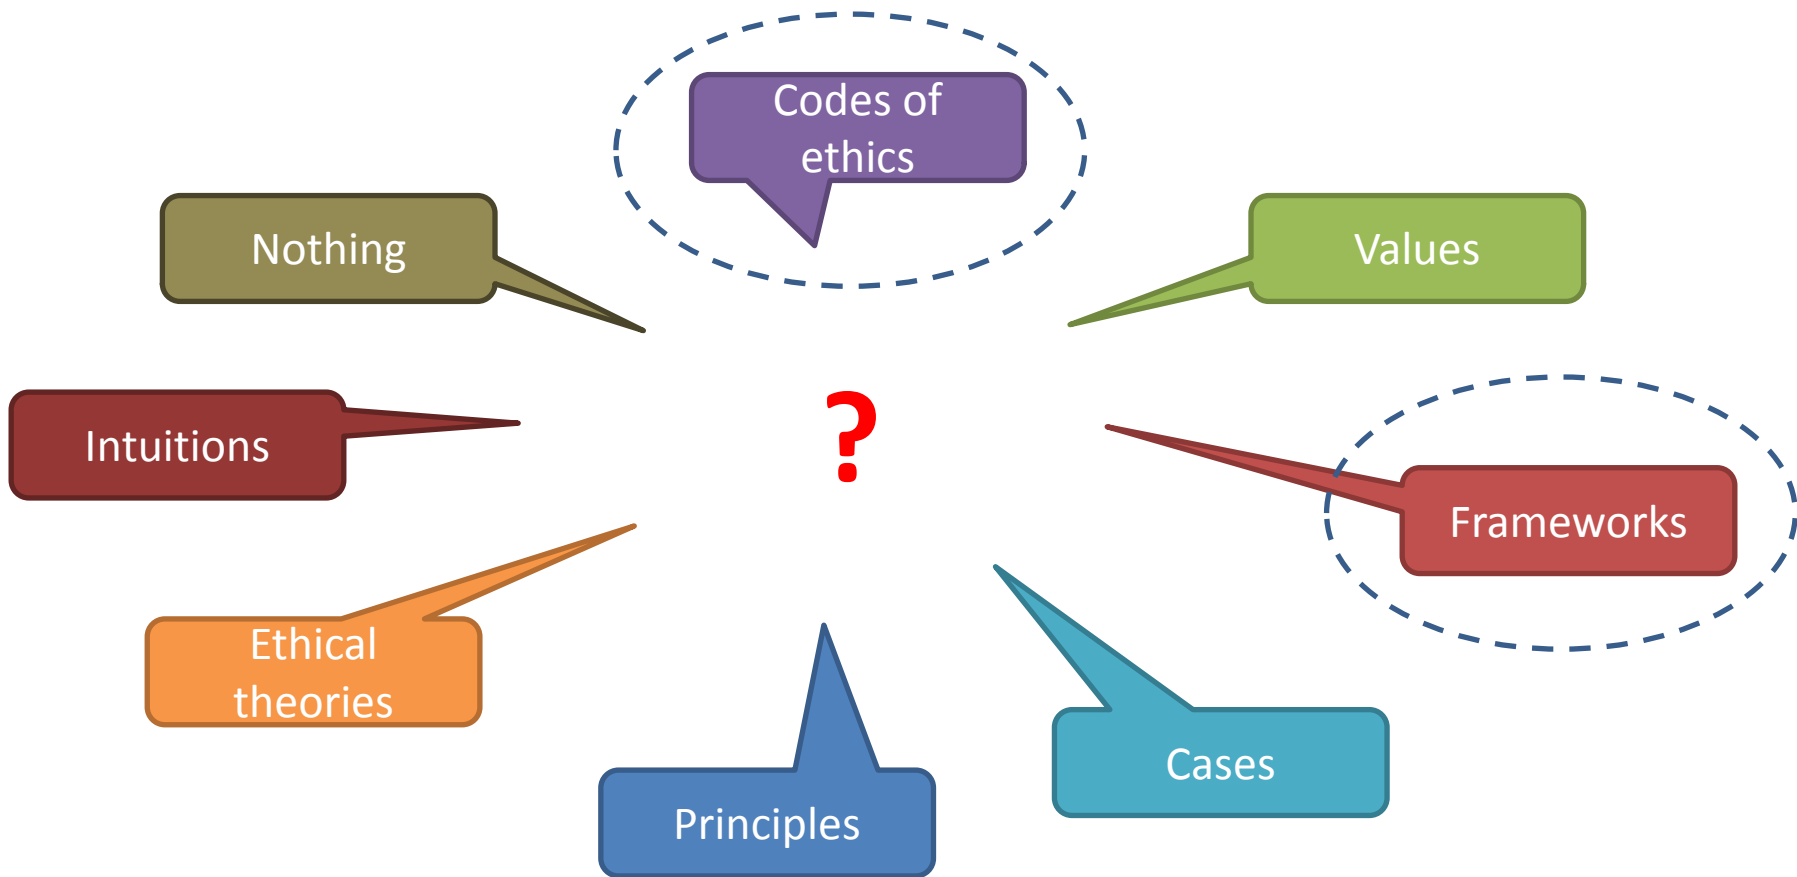 Codes of
ethics
Nothing
Values
?
Intuitions
Frameworks
Ethical
theories
Cases
Principles